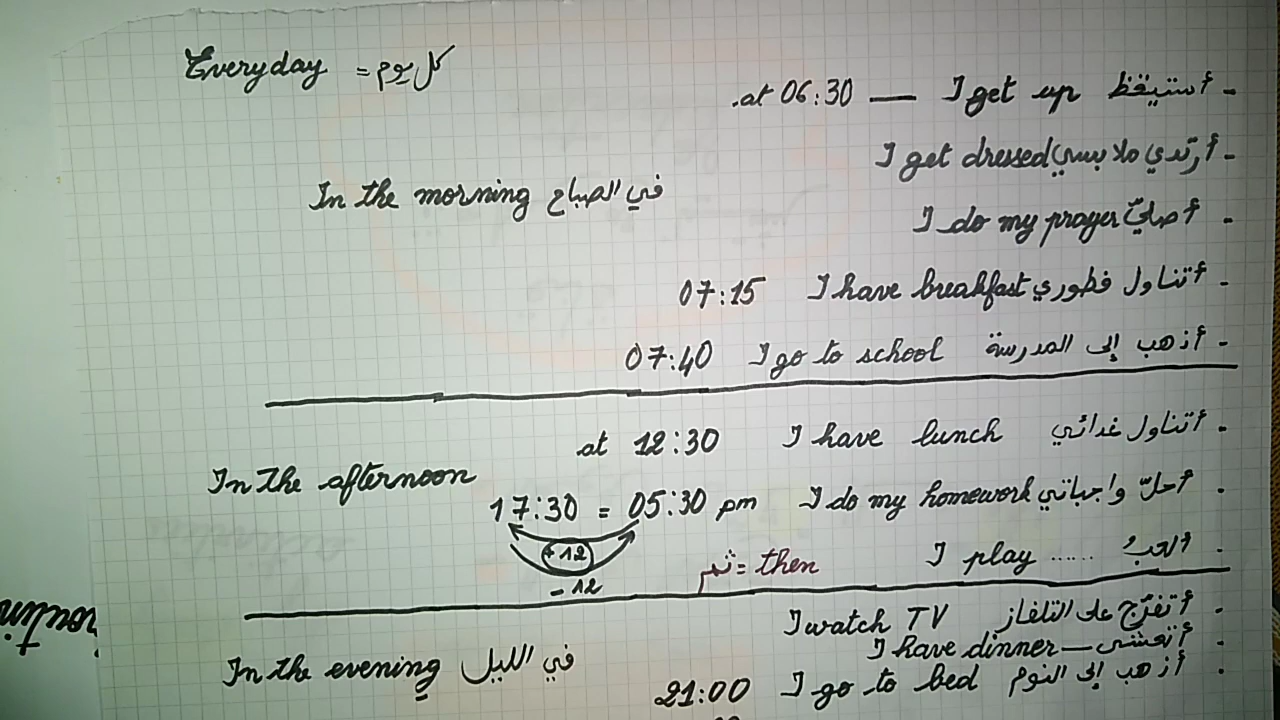 Everyday = كل يوم
- أستيقظ I get up — at 06:30.
- أرتدي ملابسي I get dressed
In the morning في الصباح
- أصلّي I do my prayer
- أتناول فطوري I have breakfast 07:15
- أذهب إلى المدرسة I go to school 07:40
- أتناول غدائي I have lunch at 12:30
In the afternoon
- أحلّ واجباتي I do my homework 17:30 = 05:30 pm
+12
- 12
- ألعبُ I play ...... ثم = then
- أتفرّج على التلفاز I watch TV
- أتعشى — I have dinner
In the evening في الليل
- أذهب إلى النوم I go to bed 21:00